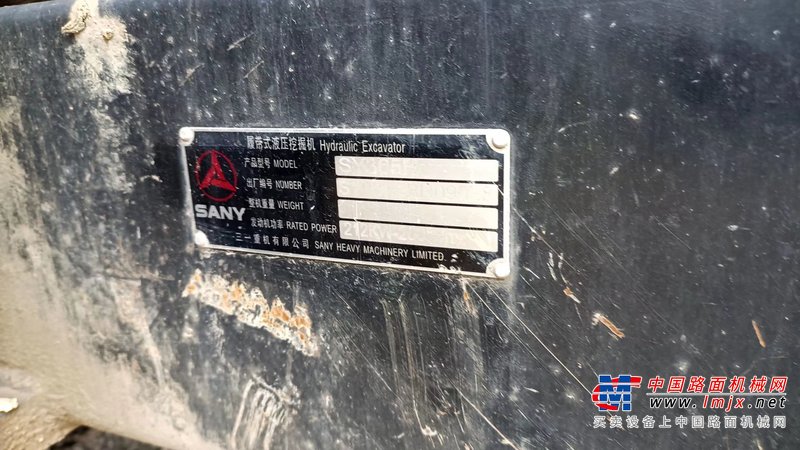 履带式液压挖掘机 Hydraulic Excavator
产品型号 MODEL
出厂编号 NUMBER
整机重量 WEIGHT
发动机功率 RATED POWER
SANY
三一重机有限公司 SANY HEAVY MACHINERY LIMITED.
中国路面机械网
www.lmjx.net
买卖设备上中国路面机械网